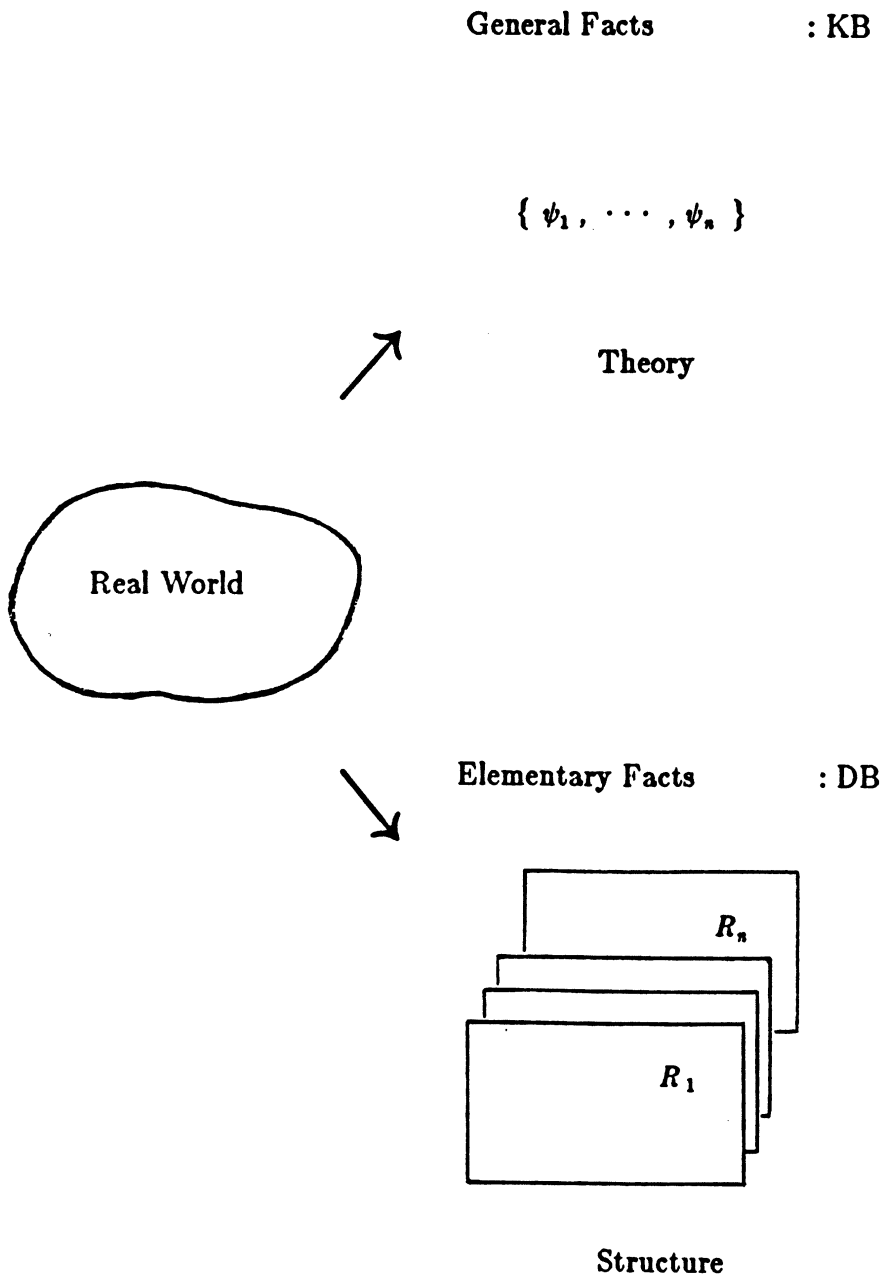 General Facts : KB
{ ψ₁ , ··· , ψₙ }
Theory
Real World
Elementary Facts : DB
Rₙ
R₁
Structure